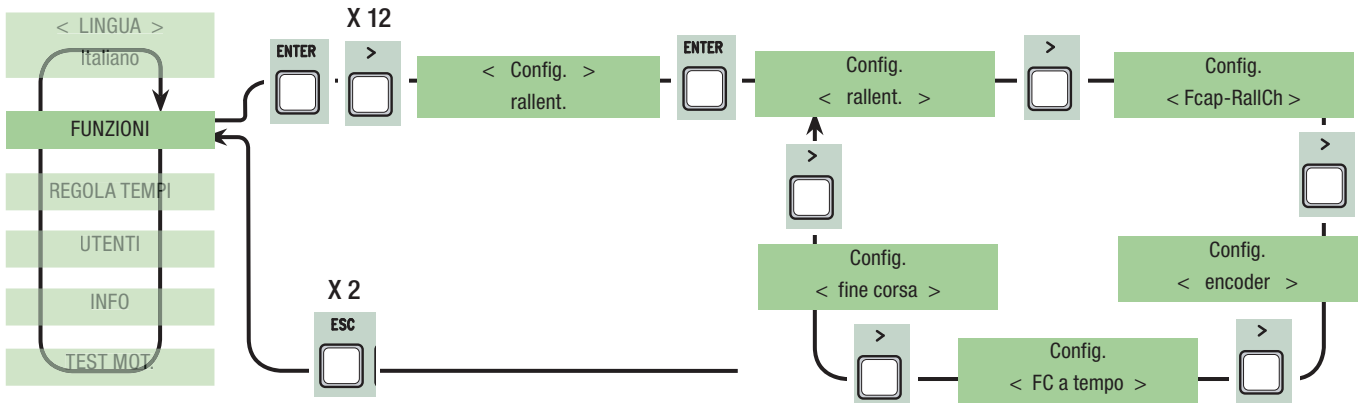 < LINGUA >
Italiano
FUNZIONI
REGOLA TEMPI
UTENTI
INFO
TEST MOT.
ENTER
X 12
>
< Config. >
rallent.
ENTER
Config.
< rallent. >
>
Config.
< Fcap-RallCh >
>
Config.
< encoder >
>
Config.
< FC a tempo >
>
Config.
< fine corsa >
>
X 2
ESC